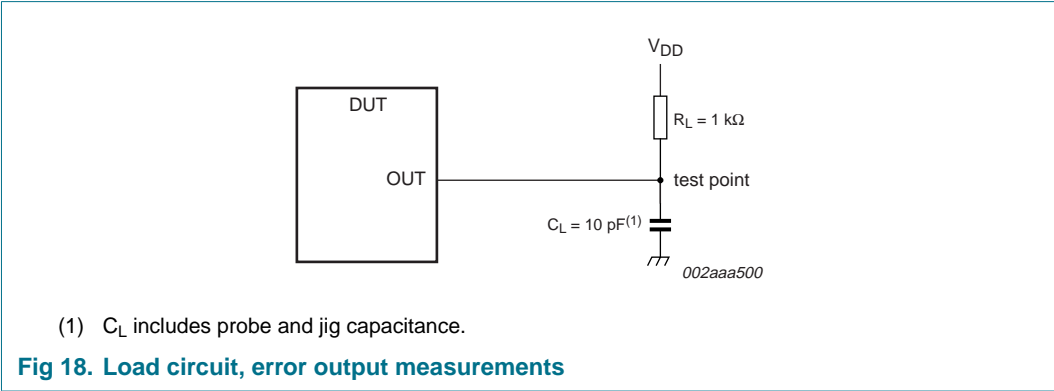 V_DD
DUT
R_L = 1 kΩ
OUT
test point
C_L = 10 pF(1)
002aaa500
(1) C_L includes probe and jig capacitance.
Fig 18. Load circuit, error output measurements